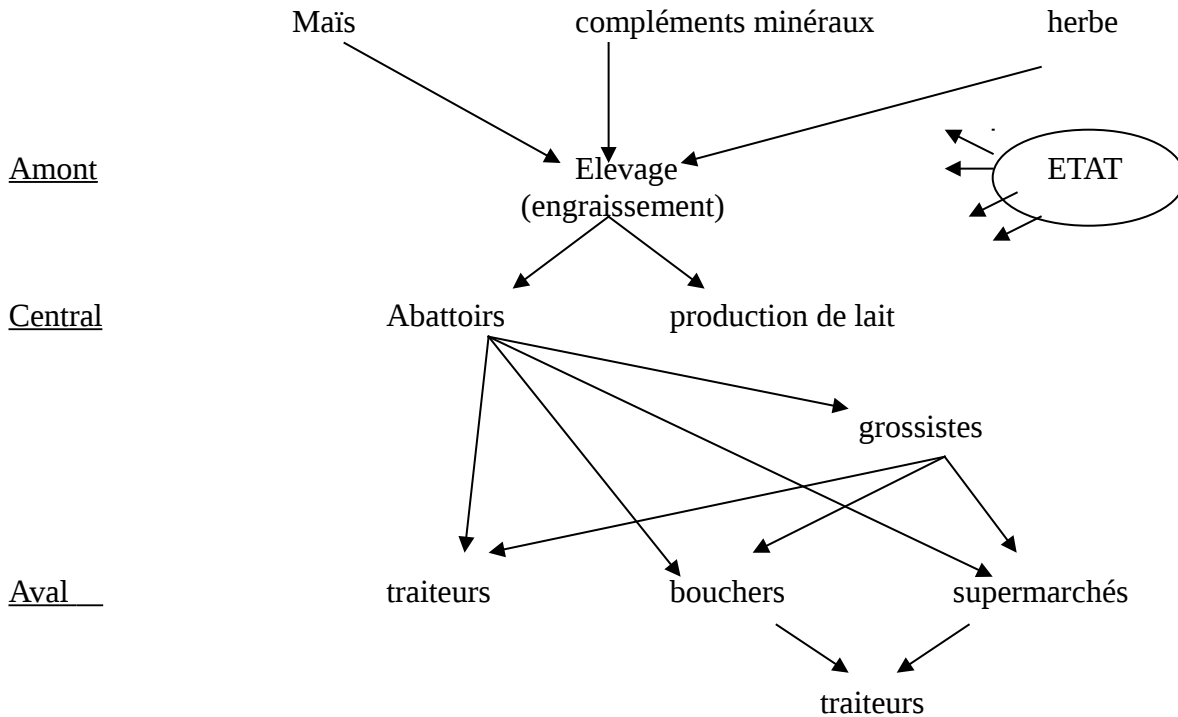 Maïs compléments minéraux herbe
Amont Elevage ETAT
(engraissement)
Central Abattoirs production de lait
grossistes
Aval traiteurs bouchers supermarchés
traiteurs